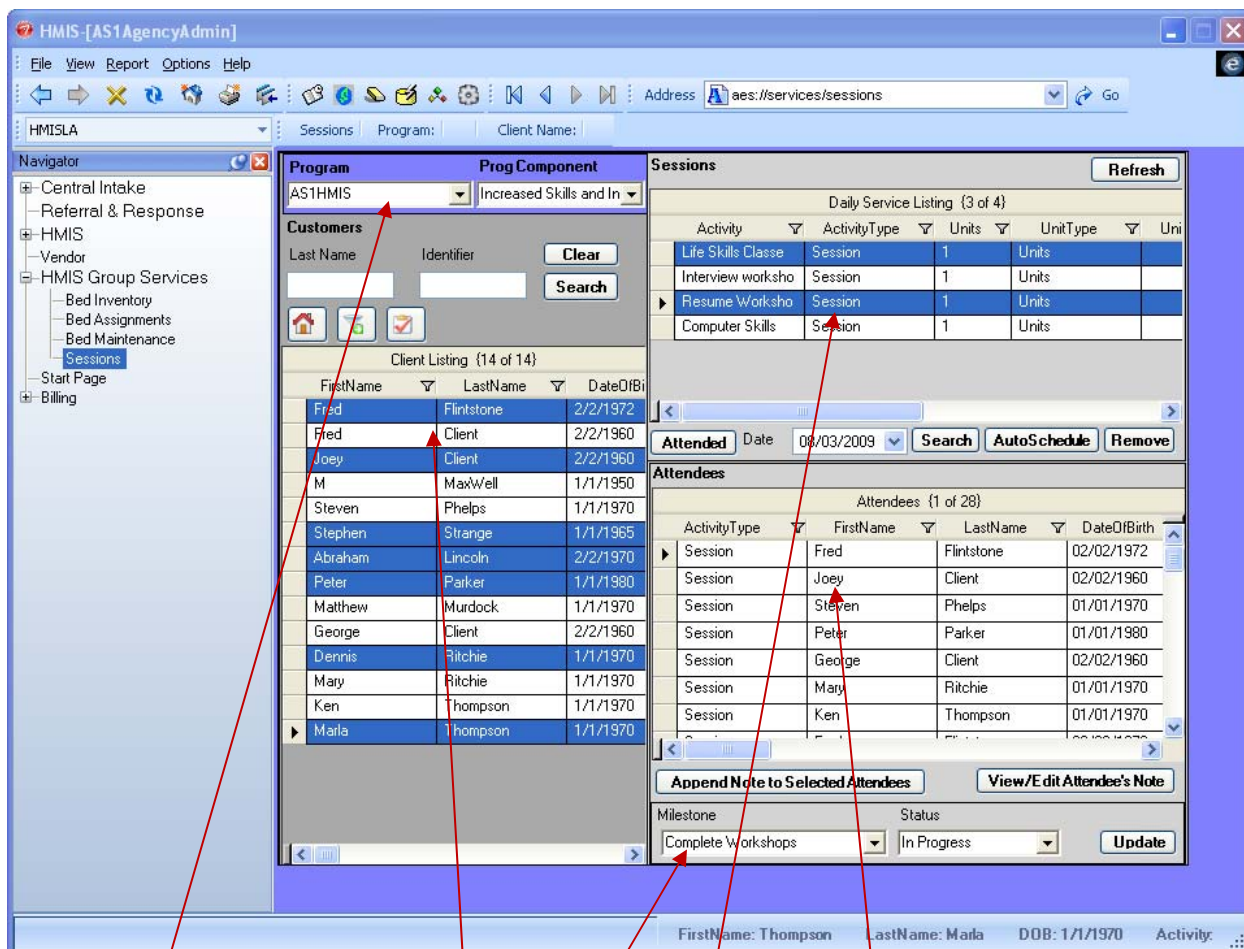 HMIS-[AS1AgencyAdmin]
File View Report Options Help
Address aes://services/sessions Go
HMISLA Sessions Program: Client Name:
Navigator
Central Intake
Referral & Response
HMIS
Vendor
HMIS Group Services
Bed Inventory
Bed Assignments
Bed Maintenance
Sessions
Start Page
Billing
Program Prog Component
AS1HMIS Increased Skills and In
Customers
Last Name Identifier Clear
Search
Client Listing {14 of 14}
FirstName LastName DateOfBi
Fred Flintstone 2/2/1972
Fred Client 2/2/1960
Joey Client 2/2/1960
M MaxWell 1/1/1950
Steven Phelps 1/1/1970
Stephen Strange 1/1/1965
Abraham Lincoln 2/2/1970
Peter Parker 1/1/1980
Matthew Murdock 1/1/1970
George Client 2/2/1960
Dennis Ritchie 1/1/1970
Mary Ritchie 1/1/1970
Ken Thompson 1/1/1970
Marla Thompson 1/1/1970
Sessions Refresh
Daily Service Listing {3 of 4}
Activity ActivityType Units UnitType Uni
Life Skills Classe Session 1 Units
Interview worksho Session 1 Units
Resume Worksho Session 1 Units
Computer Skills Session 1 Units
Attended Date 08/03/2009 Search AutoSchedule Remove
Attendees
Attendees {1 of 28}
ActivityType FirstName LastName DateOfBirth
Session Fred Flintstone 02/02/1972
Session Joey Client 02/02/1960
Session Steven Phelps 01/01/1970
Session Peter Parker 01/01/1980
Session George Client 02/02/1960
Session Mary Ritchie 01/01/1970
Session Ken Thompson 01/01/1970
Append Note to Selected Attendees View/Edit Attendee's Note
Milestone Status
Complete Workshops In Progress Update
FirstName: Thompson LastName: Marla DOB: 1/1/1970 Activity: